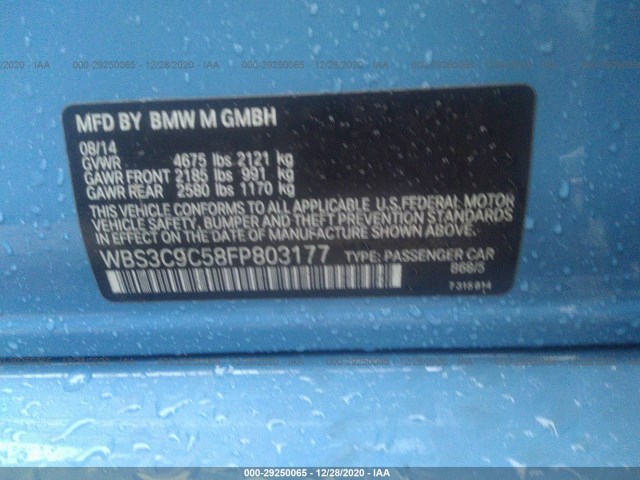 2020 - IAA 000-29250065 - 12/28/2020 - IAA 000-29250065 - 12/28/2020 - IAA 000-29250065 - 12/2
MFD BY BMW M GMBH
08/14
GVWR 4675 lbs 2121 kg
GAWR FRONT 2185 lbs 991 kg
GAWR REAR 2580 lbs 1170 kg
THIS VEHICLE CONFORMS TO ALL APPLICABLE U.S.FEDERAL MOTOR
VEHICLE SAFETY, BUMPER AND THEFT PREVENTION STANDARDS
IN EFFECT ON THE DATE OF MANUFACTURE SHOWN ABOVE.
WBS3C9C58FP803177 TYPE: PASSENGER CAR
868/5
7 315 814
000-29250065 - 12/28/2020 - IAA